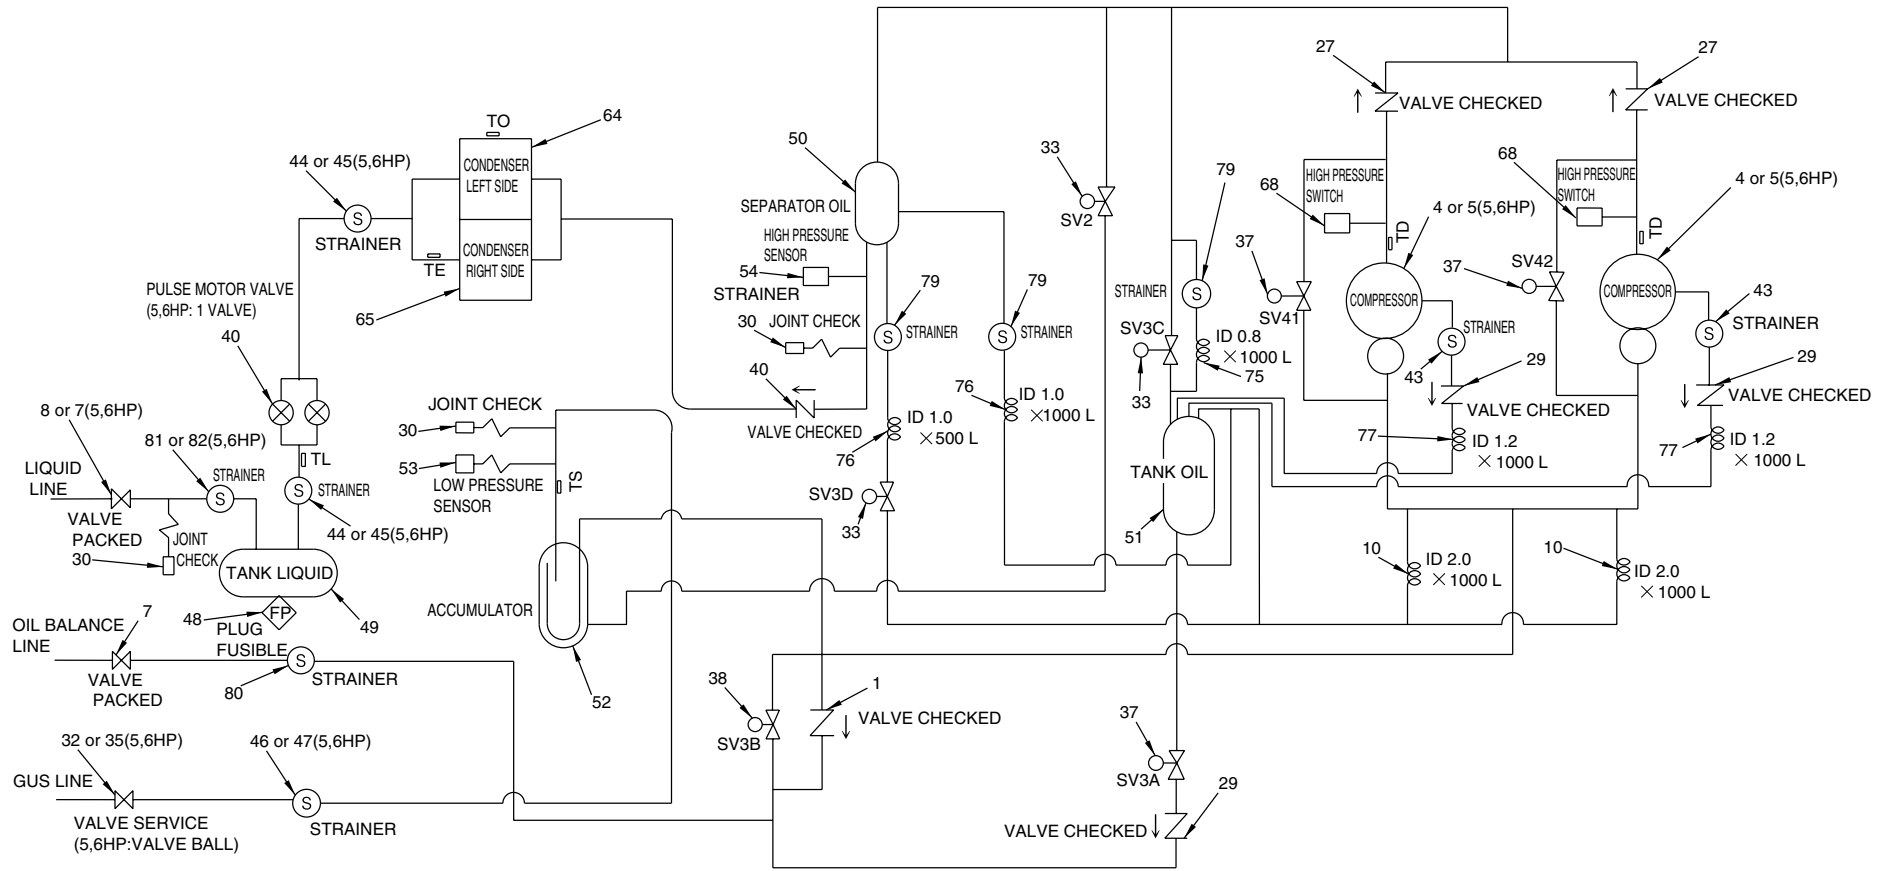 27
27
VALVE CHECKED
VALVE CHECKED
TO
64
44 or 45(5,6HP)
CONDENSER
LEFT SIDE
STRAINER
CONDENSER
RIGHT SIDE
TE
65
50
SEPARATOR OIL
HIGH PRESSURE
SENSOR
54
STRAINER
30
JOINT CHECK
79
STRAINER
79
STRAINER
33
SV2
79
STRAINER
SV3C
33
ID 0.8
×1000 L
75
HIGH PRESSURE
SWITCH
68
TD
4 or 5(5,6HP)
37
SV41
COMPRESSOR
STRAINER
43
29
VALVE CHECKED
77
ID 1.2
×1000 L
68
HIGH PRESSURE
SWITCH
TD
4 or 5(5,6HP)
37
SV42
COMPRESSOR
43
STRAINER
29
VALVE CHECKED
77
ID 1.2
×1000 L
PULSE MOTOR VALVE
(5,6HP: 1 VALVE)
40
8 or 7(5,6HP)
81 or 82(5,6HP)
TL
LIQUID
LINE
STRAINER
STRAINER
VALVE
PACKED
JOINT
CHECK
30
44 or 45(5,6HP)
TANK LIQUID
FP
48
PLUG
FUSIBLE
49
JOINT CHECK
30
53
LOW PRESSURE
SENSOR
TS
40
VALVE CHECKED
76
ID 1.0
×500 L
76
ID 1.0
×1000 L
SV3D
33
TANK OIL
51
10
ID 2.0
×1000 L
10
ID 2.0
×1000 L
ACCUMULATOR
52
OIL BALANCE
LINE
7
VALVE
PACKED
80
STRAINER
38
SV3B
1
VALVE CHECKED
37
SV3A
29
VALVE CHECKED
32 or 35(5,6HP)
46 or 47(5,6HP)
GUS LINE
VALVE SERVICE
(5,6HP:VALVE BALL)
STRAINER
S
S
S
S
S
S
S
S
S
S